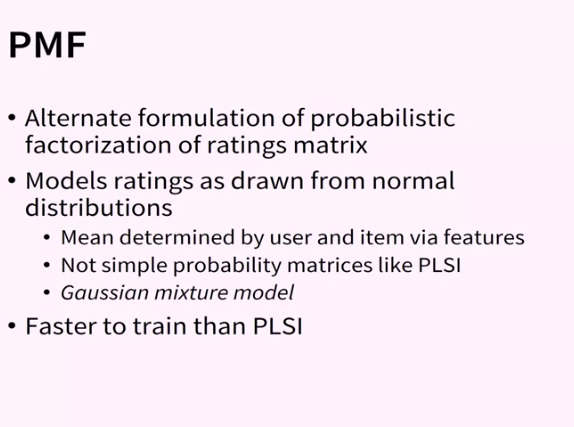 PMF
• Alternate formulation of probabilistic
factorization of ratings matrix
• Models ratings as drawn from normal
distributions
• Mean determined by user and item via features
• Not simple probability matrices like PLSI
• Gaussian mixture model
• Faster to train than PLSI